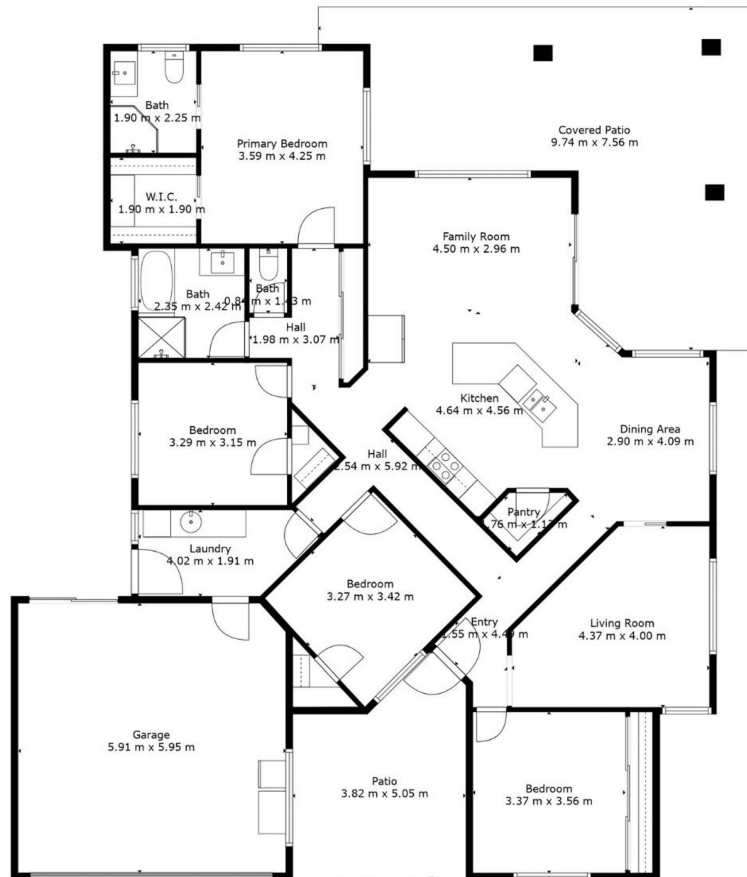 Covered Patio
9.74 m x 7.56 m
Bath
1.90 m x 2.25 m
Primary Bedroom
3.59 m x 4.25 m
W.I.C.
1.90 m x 1.90 m
Family Room
4.50 m x 2.96 m
Bath
2.35 m x 2.42 m
Bath
Hall
1.98 m x 3.07 m
Kitchen
4.64 m x 4.56 m
Dining Area
2.90 m x 4.09 m
Bedroom
3.29 m x 3.15 m
Hall
2.54 m x 5.92 m
Pantry
Laundry
4.02 m x 1.91 m
Bedroom
3.27 m x 3.42 m
Entry
1.55 m x 4.49 m
Living Room
4.37 m x 4.00 m
Garage
5.91 m x 5.95 m
Patio
3.82 m x 5.05 m
Bedroom
3.37 m x 3.56 m